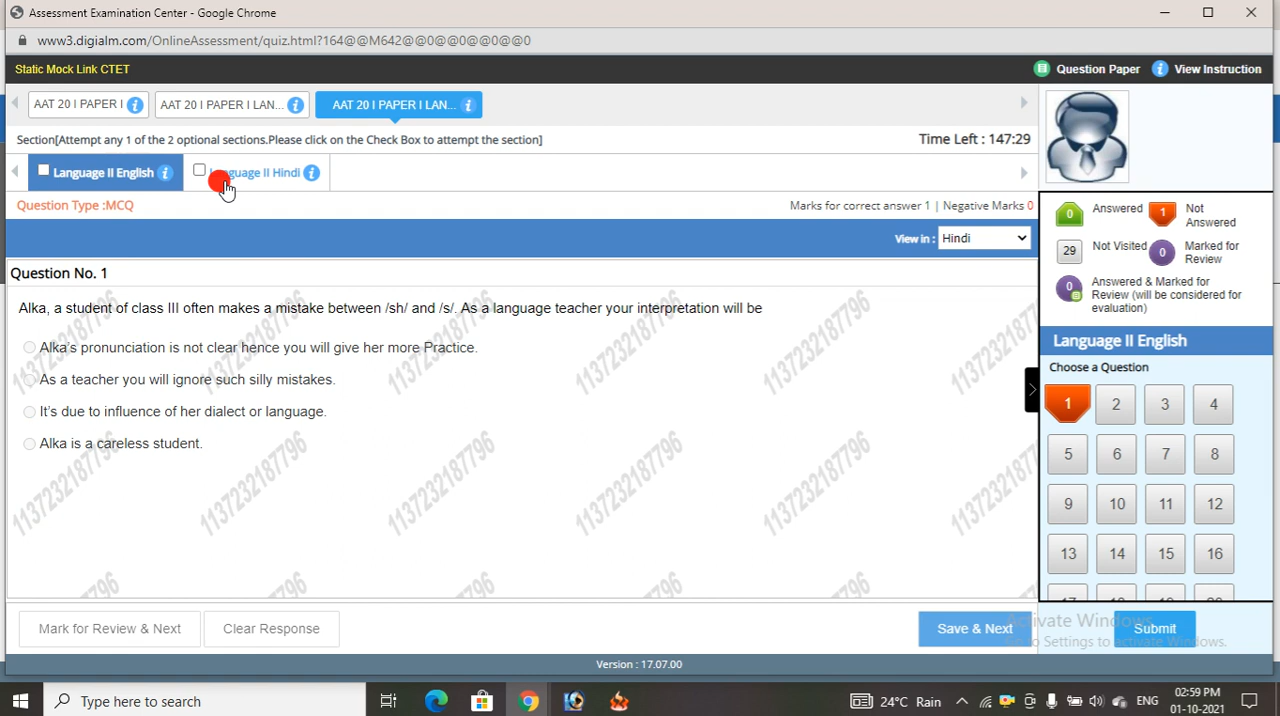 Assessment Examination Center - Google Chrome
www3.digialm.com/OnlineAssessment/quiz.html?164@@M642@@0@@0@@0@@0
Static Mock Link CTET
Question Paper
View Instruction
AAT 20 I PAPER I
AAT 20 I PAPER I LAN...
AAT 20 I PAPER I LAN...
Section[Attempt any 1 of the 2 optional sections.Please click on the Check Box to attempt the section]
Time Left : 147:29
Language II English
Language II Hindi
Question Type :MCQ
Marks for correct answer 1 | Negative Marks 0
View in : Hindi
Question No. 1
Alka, a student of class III often makes a mistake between /sh/ and /s/. As a language teacher your interpretation will be
Alka's pronunciation is not clear hence you will give her more Practice.
As a teacher you will ignore such silly mistakes.
It's due to influence of her dialect or language.
Alka is a careless student.
1137232187796
0 Answered
1 Not Answered
29 Not Visited
0 Marked for Review
0 Answered & Marked for Review (will be considered for evaluation)
Language II English
Choose a Question
1 2 3 4
5 6 7 8
9 10 11 12
13 14 15 16
Mark for Review & Next
Clear Response
Save & Next
Submit
Activate Windows
Go to Settings to activate Windows.
Version : 17.07.00
Type here to search
24°C Rain
ENG
02:59 PM
01-10-2021